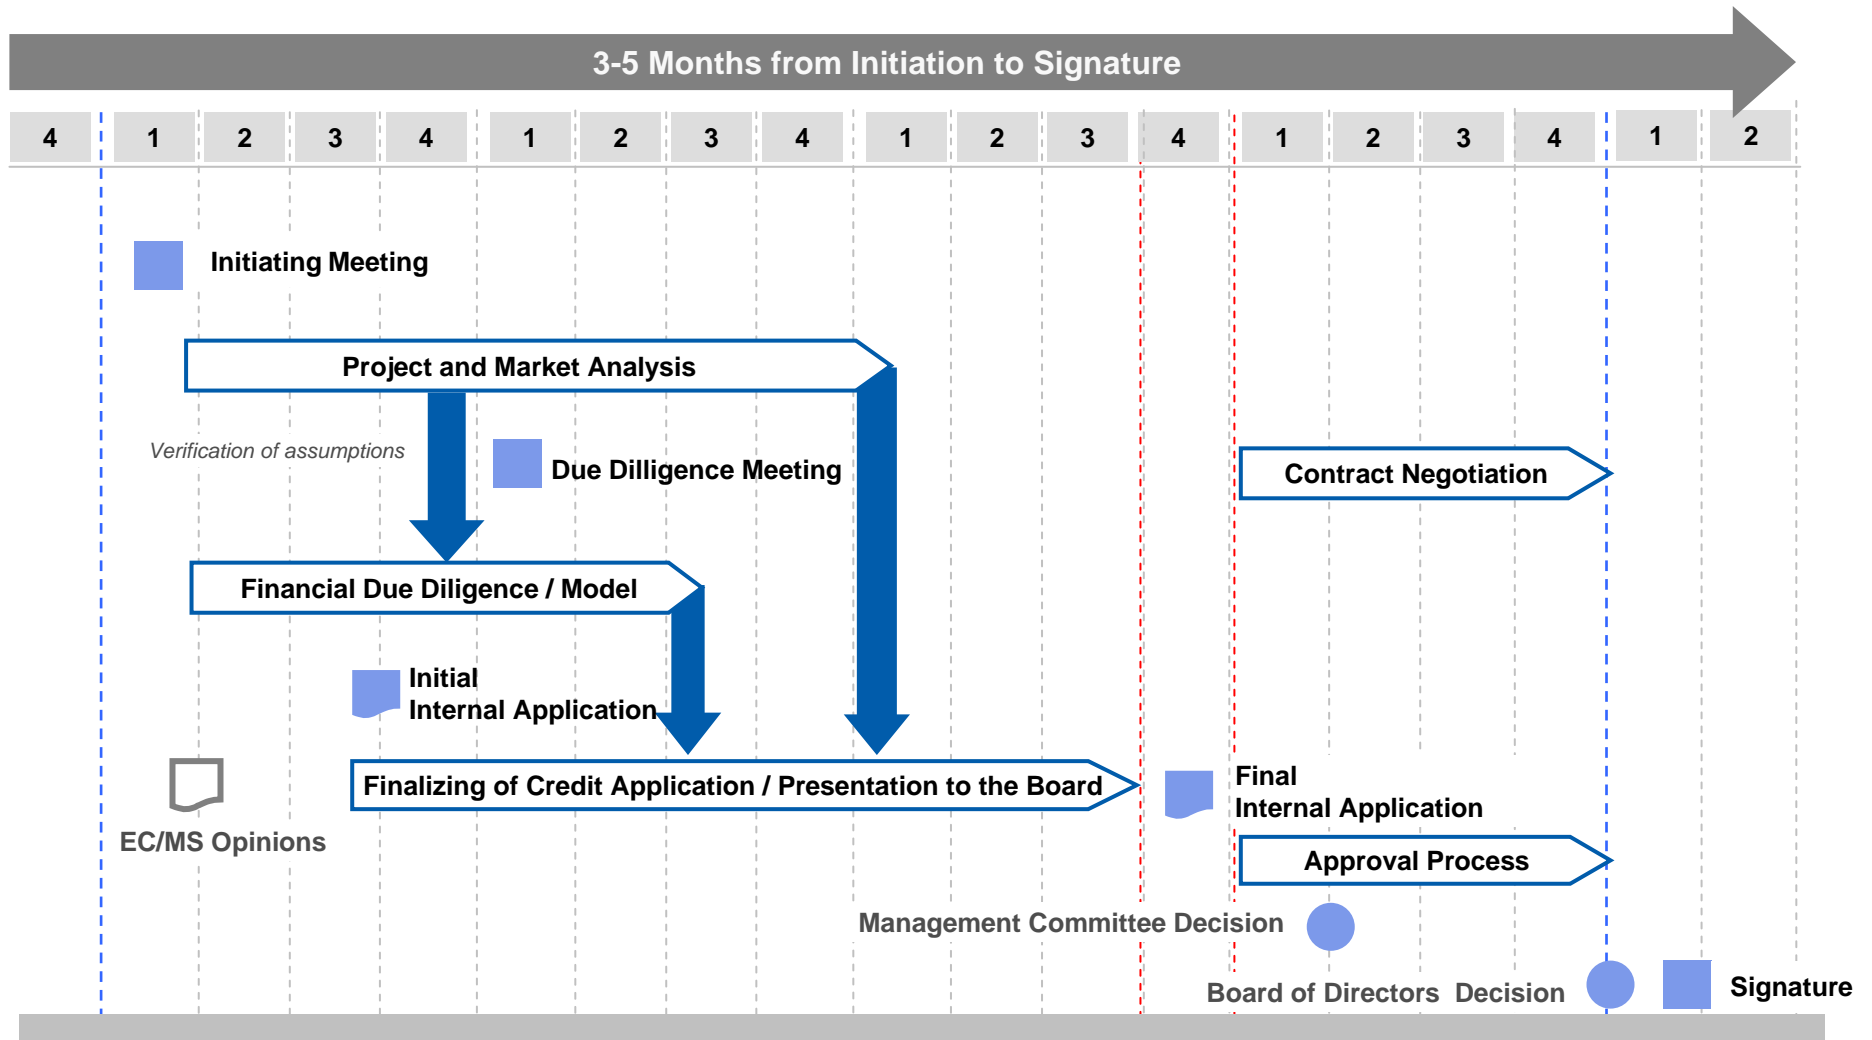 3-5 Months from Initiation to Signature
4 1 2 3 4 1 2 3 4 1 2 3 4 1 2 3 4 1 2
Initiating Meeting
Project and Market Analysis
Verification of assumptions
Due Dilligence Meeting
Contract Negotiation
Financial Due Diligence / Model
Initial
Internal Application
Finalizing of Credit Application / Presentation to the Board
Final
Internal Application
EC/MS Opinions
Approval Process
Management Committee Decision
Board of Directors Decision
Signature